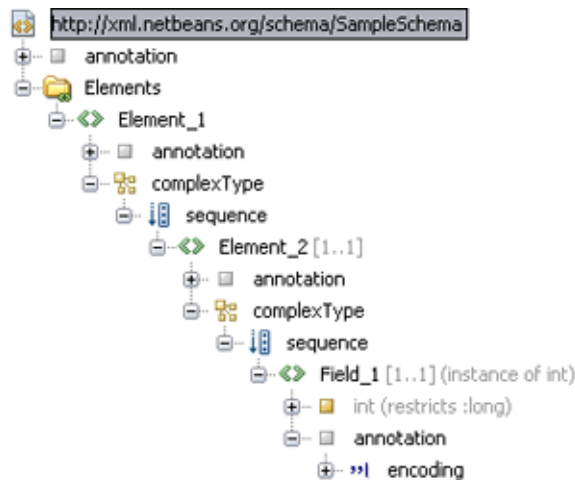 http://xml.netbeans.org/schema/SampleSchema
annotation
Elements
Element_1
annotation
complexType
sequence
Element_2 [1..1]
annotation
complexType
sequence
Field_1 [1..1] (instance of int)
int (restricts :long)
annotation
encoding